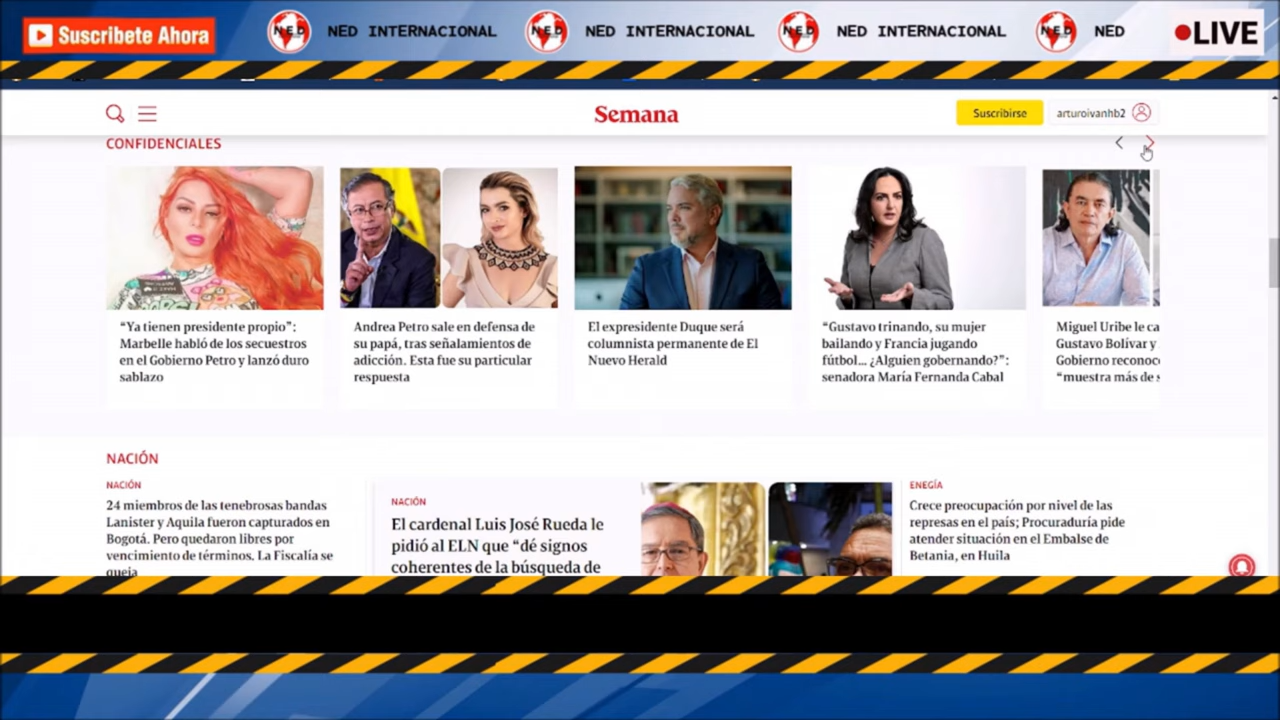 Suscribete Ahora
NED NED INTERNACIONAL NED NED INTERNACIONAL NED NED INTERNACIONAL NED NED
LIVE
Semana
Suscribirse
arturoivanhb2
CONFIDENCIALES
“Ya tienen presidente propio”:
Marbelle habló de los secuestros
en el Gobierno Petro y lanzó duro
sablazo
Andrea Petro sale en defensa de
su papá, tras señalamientos de
adicción. Esta fue su particular
respuesta
El expresidente Duque será
columnista permanente de El
Nuevo Herald
“Gustavo trinando, su mujer
bailando y Francia jugando
fútbol... ¿Alguien gobernando?”:
senadora María Fernanda Cabal
Miguel Uribe le ca
Gustavo Bolívar y
Gobierno reconoc
“muestra más de
NACIÓN
NACIÓN
24 miembros de las tenebrosas bandas
Lanister y Aquila fueron capturados en
Bogotá. Pero quedaron libres por
vencimiento de términos. La Fiscalía se
queja
NACIÓN
El cardenal Luis José Rueda le
pidió al ELN que “dé signos
coherentes de la búsqueda de
ENEGÍA
Crece preocupación por nivel de las
represas en el país; Procuraduría pide
atender situación en el Embalse de
Betania, en Huila